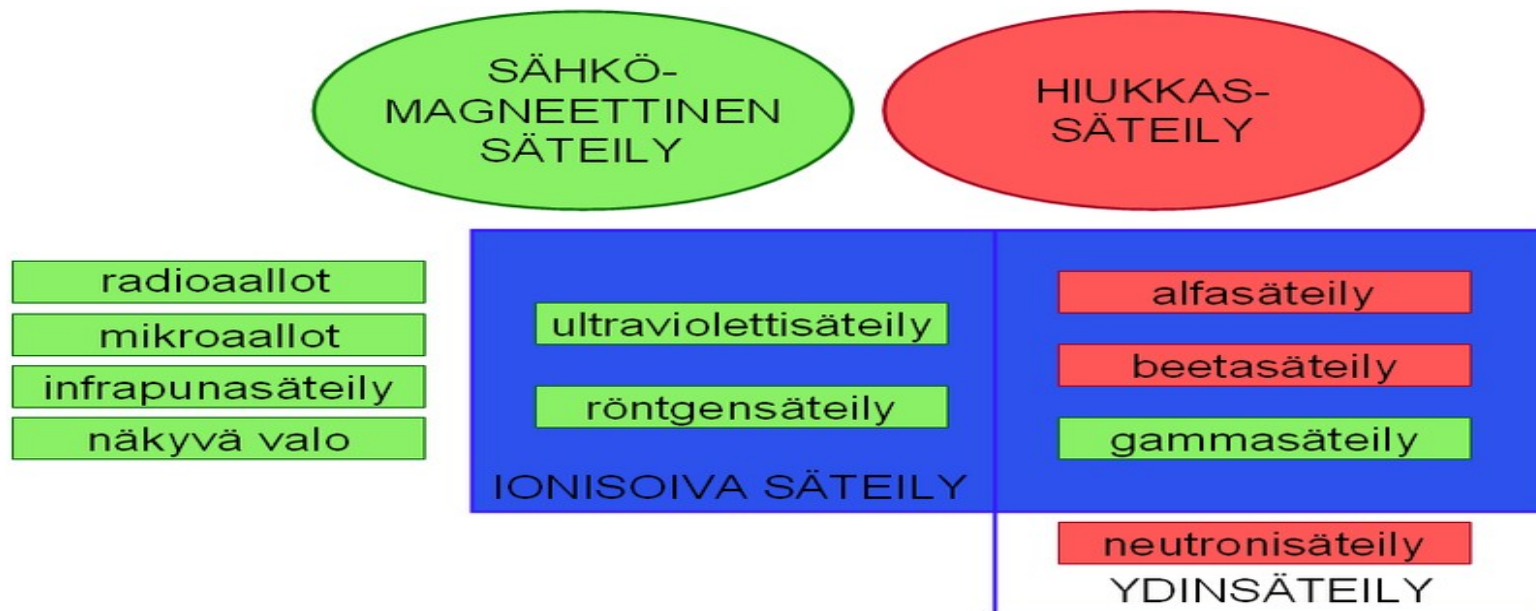 SÄHKÖ-
MAGNEETTINEN
SÄTEILY
HIUKKAS-
SÄTEILY
radioaallot
mikroaallot
infrapunasäteily
näkyvä valo
ultraviolettisäteily
röntgensäteily
IONISOIVA SÄTEILY
alfasäteily
beetasäteily
gammasäteily
neutronisäteily
YDINSÄTEILY